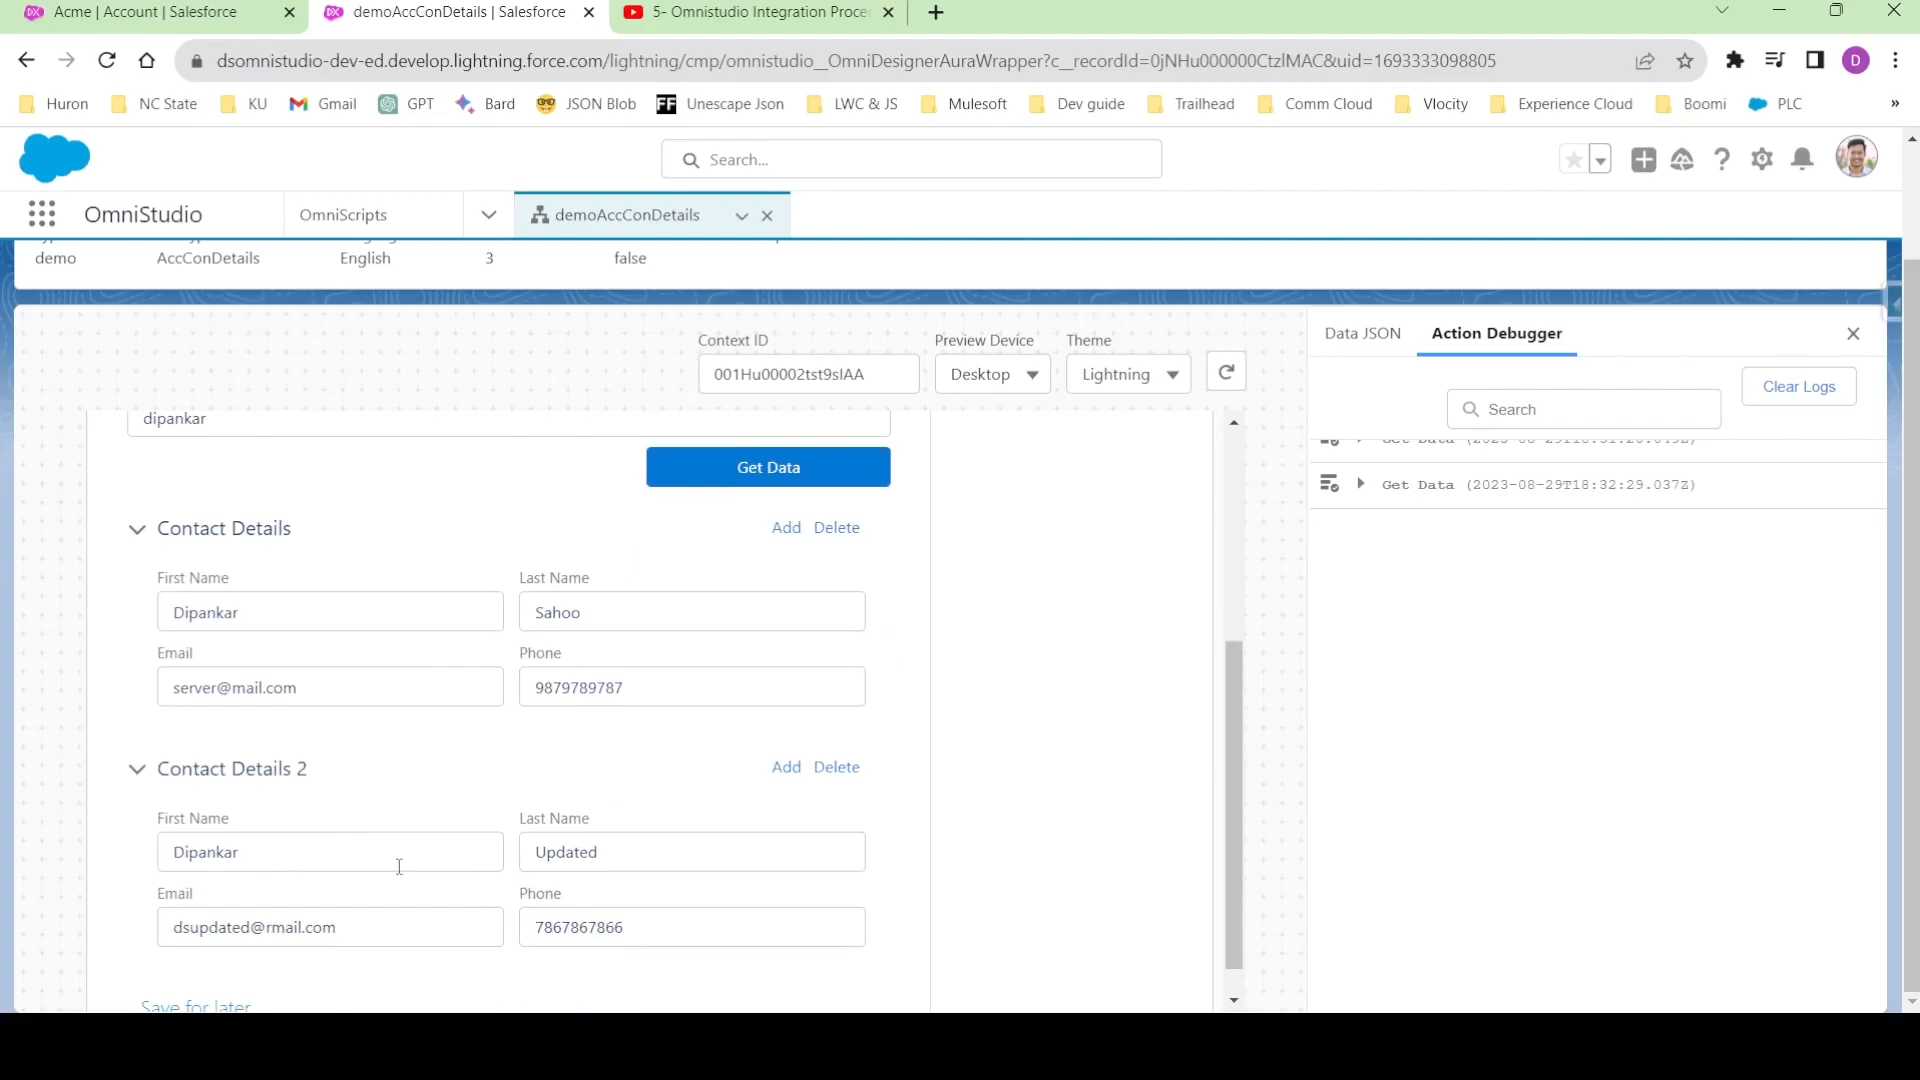 Acme | Account | Salesforce
demoAccConDetails | Salesforce
5- Omnistudio Integration Proce
dsomnistudio-dev-ed.develop.lightning.force.com/lightning/cmp/omnistudio__OmniDesignerAuraWrapper?c__recordId=0jNHu000000CtzlMAC&uid=1693333098805
D
Huron
NC State
KU
Gmail
GPT
Bard
JSON Blob
Unescape Json
LWC & JS
Mulesoft
Dev guide
Trailhead
Comm Cloud
Vlocity
Experience Cloud
Boomi
PLC
»
Search...
OmniStudio
OmniScripts
demoAccConDetails
demo AccConDetails English 3 false
Context ID
Preview Device
Theme
001Hu00002tst9sIAA
Desktop
Lightning
Data JSON
Action Debugger
Clear Logs
Search
Get Data (2023-08-29T18:32:29.037Z)
dipankar
Get Data
Contact Details
Add Delete
First Name
Last Name
Dipankar
Sahoo
Email
Phone
server@mail.com
9879789787
Contact Details 2
Add Delete
First Name
Last Name
Dipankar
Updated
Email
Phone
dsupdated@rmail.com
7867867866
Save for later